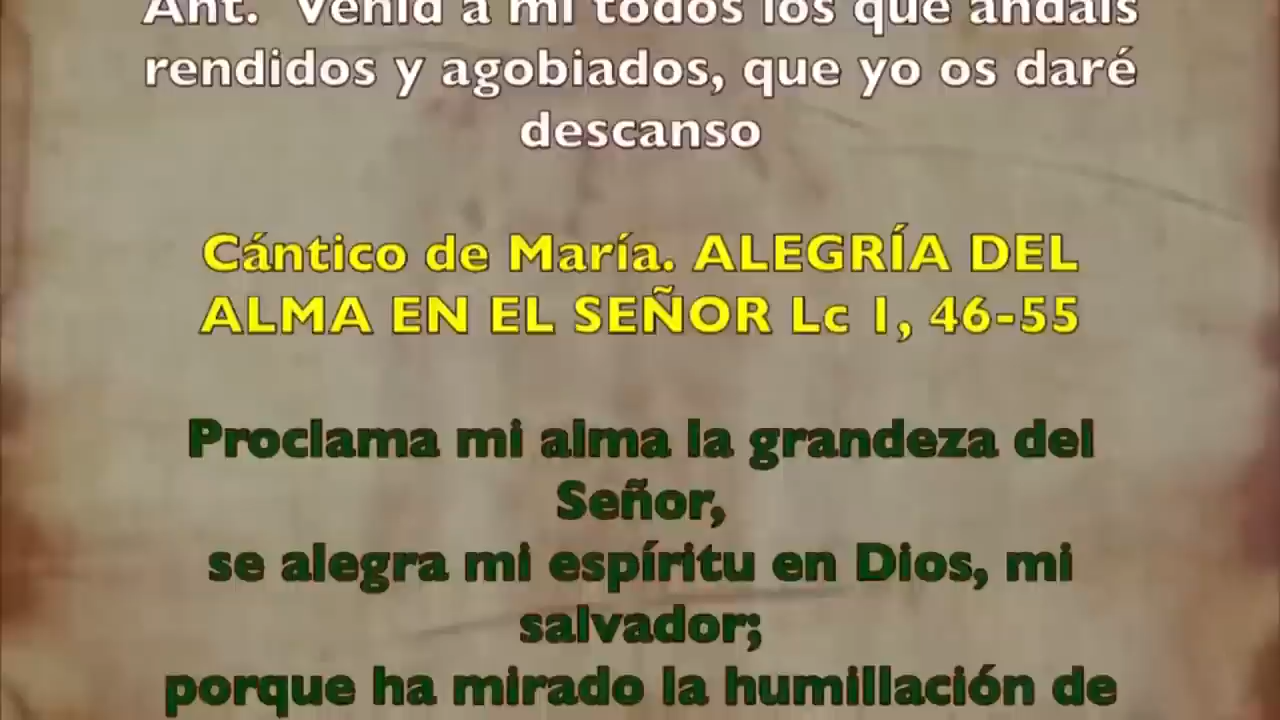 Ant. Venid a mí todos los que andáis
rendidos y agobiados, que yo os daré
descanso
Cántico de María. ALEGRÍA DEL
ALMA EN EL SEÑOR Lc 1, 46-55
Proclama mi alma la grandeza del
Señor,
se alegra mi espíritu en Dios, mi
salvador;
porque ha mirado la humillación de